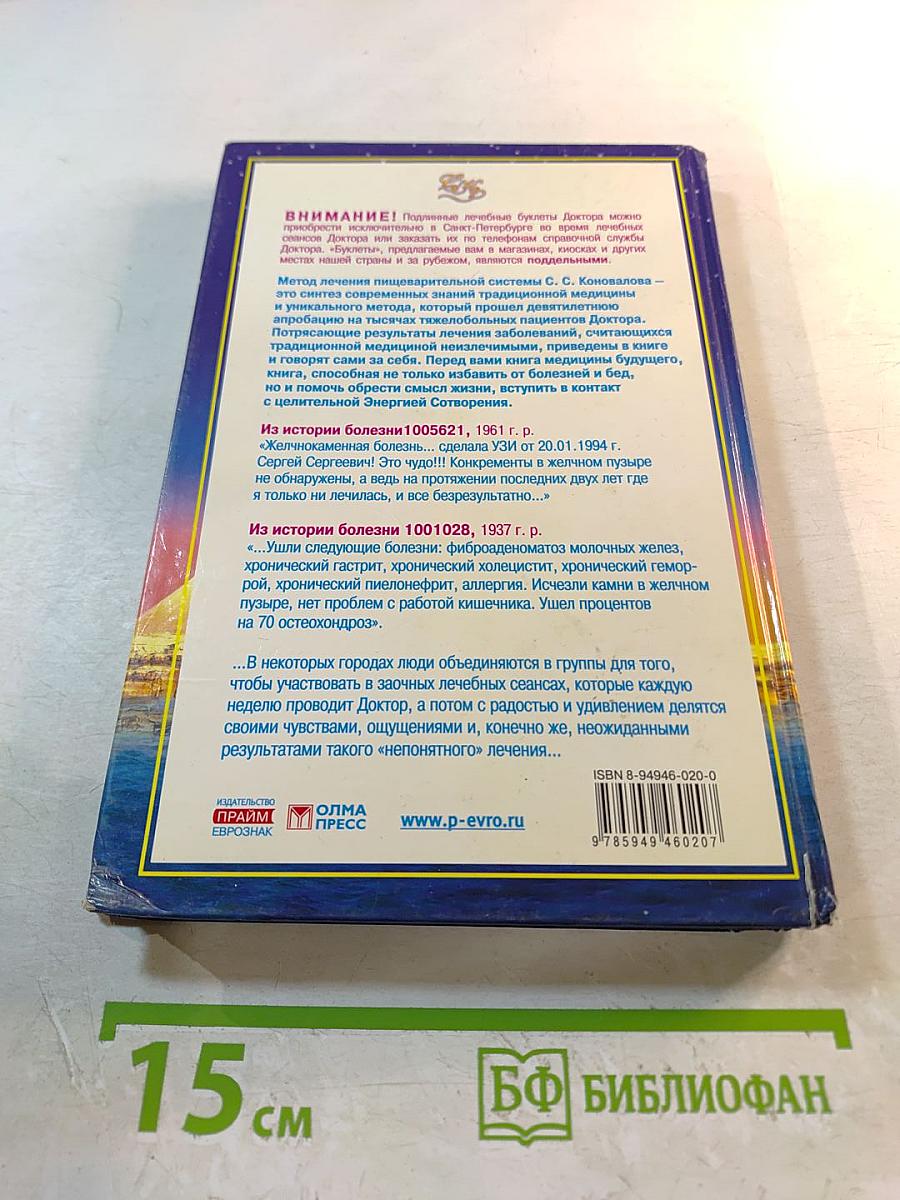 ВНИМАНИЕ! Подлинные лечебные буклеты Доктора можно
приобрести исключительно в Санкт-Петербурге во время лечебных
сеансов Доктора или заказать их по телефонам справочной службы
Доктора. «Буклеты», предлагаемые вам в магазинах, киосках и других
местах нашей страны и за рубежом, являются поддельными.
Метод лечения пищеварительной системы С. С. Коновалова —
это синтез современных знаний традиционной медицины
и уникального метода, который прошел девятилетнюю
апробацию на тысячах тяжелобольных пациентов Доктора.
Потрясающие результаты лечения заболеваний, считающихся
традиционной медициной неизлечимыми, приведены в книге
и говорят сами за себя. Перед вами книга медицины будущего,
книга, способная не только избавить от болезней и бед,
но и помочь обрести смысл жизни, вступить в контакт
с целительной Энергией Сотворения.
Из истории болезни1005621, 1961 г. р.
«Желчнокаменная болезнь... сделала УЗИ от 20.01.1994 г.
Сергей Сергеевич! Это чудо!!! Конкременты в желчном пузыре
не обнаружены, а ведь на протяжении последних двух лет где
я только ни лечилась, и все безрезультатно...»
Из истории болезни 1001028, 1937 г. р.
«...Ушли следующие болезни: фиброаденоматоз молочных желез,
хронический гастрит, хронический холецистит, хронический гемор-
рой, хронический пиелонефрит, аллергия. Исчезли камни в желчном
пузыре, нет проблем с работой кишечника. Ушел процентов
на 70 остеохондроз».
...В некоторых городах люди объединяются в группы для того,
чтобы участвовать в заочных лечебных сеансах, которые каждую
неделю проводит Доктор, а потом с радостью и удивлением делятся
своими чувствами, ощущениями и, конечно же, неожиданными
результатами такого «непонятного» лечения...
ISBN 8-94946-020-0
ИЗДАТЕЛЬСТВО
ПРАЙМ
ЕВРОЗНАК
ОЛМА
ПРЕСС
www.p-evro.ru
9 785949 460207
15 см
БФ БИБЛИОФАН